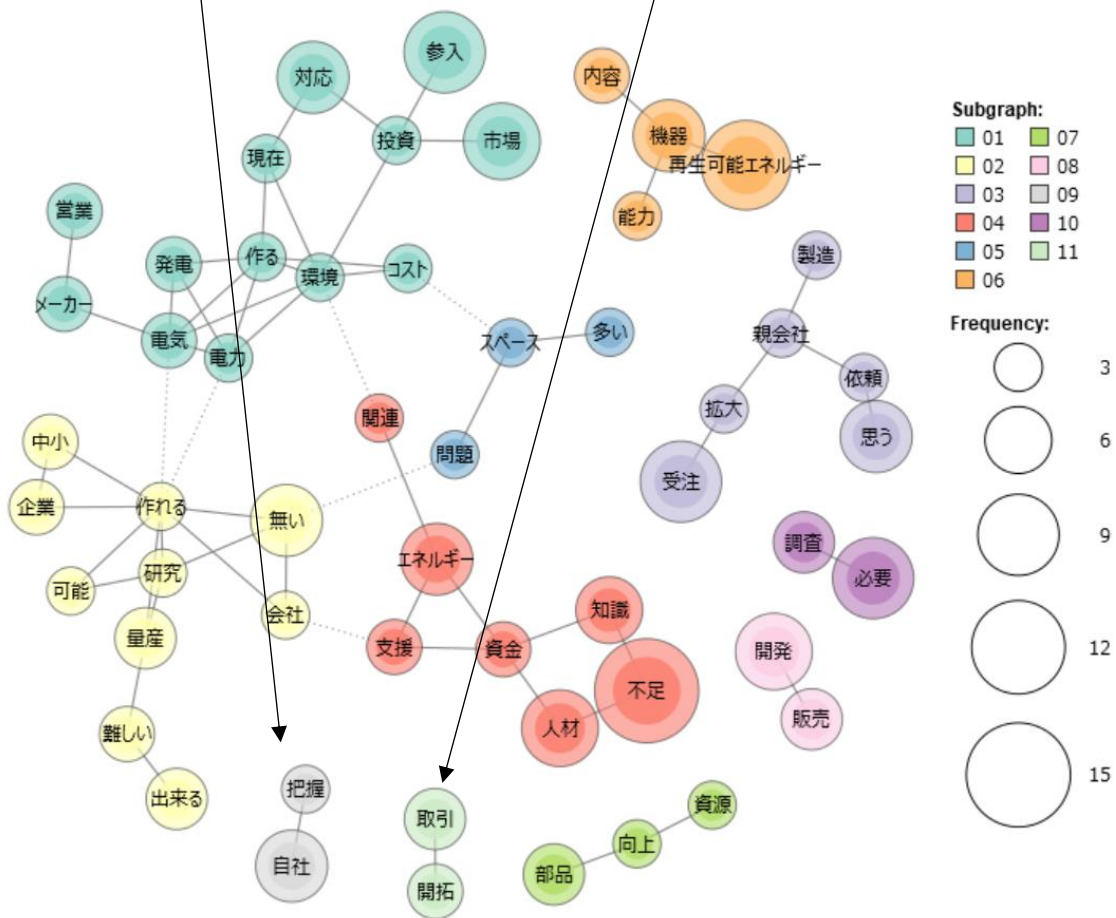 参入
対応
投資
市場
現在
営業
発電
作る
環境
コスト
メーカー
電気
電力
内容
機器
再生可能エネルギー
能力
Subgraph:
01
02
03
04
05
06
07
08
09
10
11
Frequency:
3
6
9
12
15
製造
親会社
依頼
拡大
思う
受注
スペース
多い
問題
関連
中小
企業
作れる
無い
可能
研究
会社
量産
難しい
出来る
エネルギー
支援
資金
知識
不足
人材
調査
必要
開発
販売
把握
自社
取引
開拓
資源
向上
部品